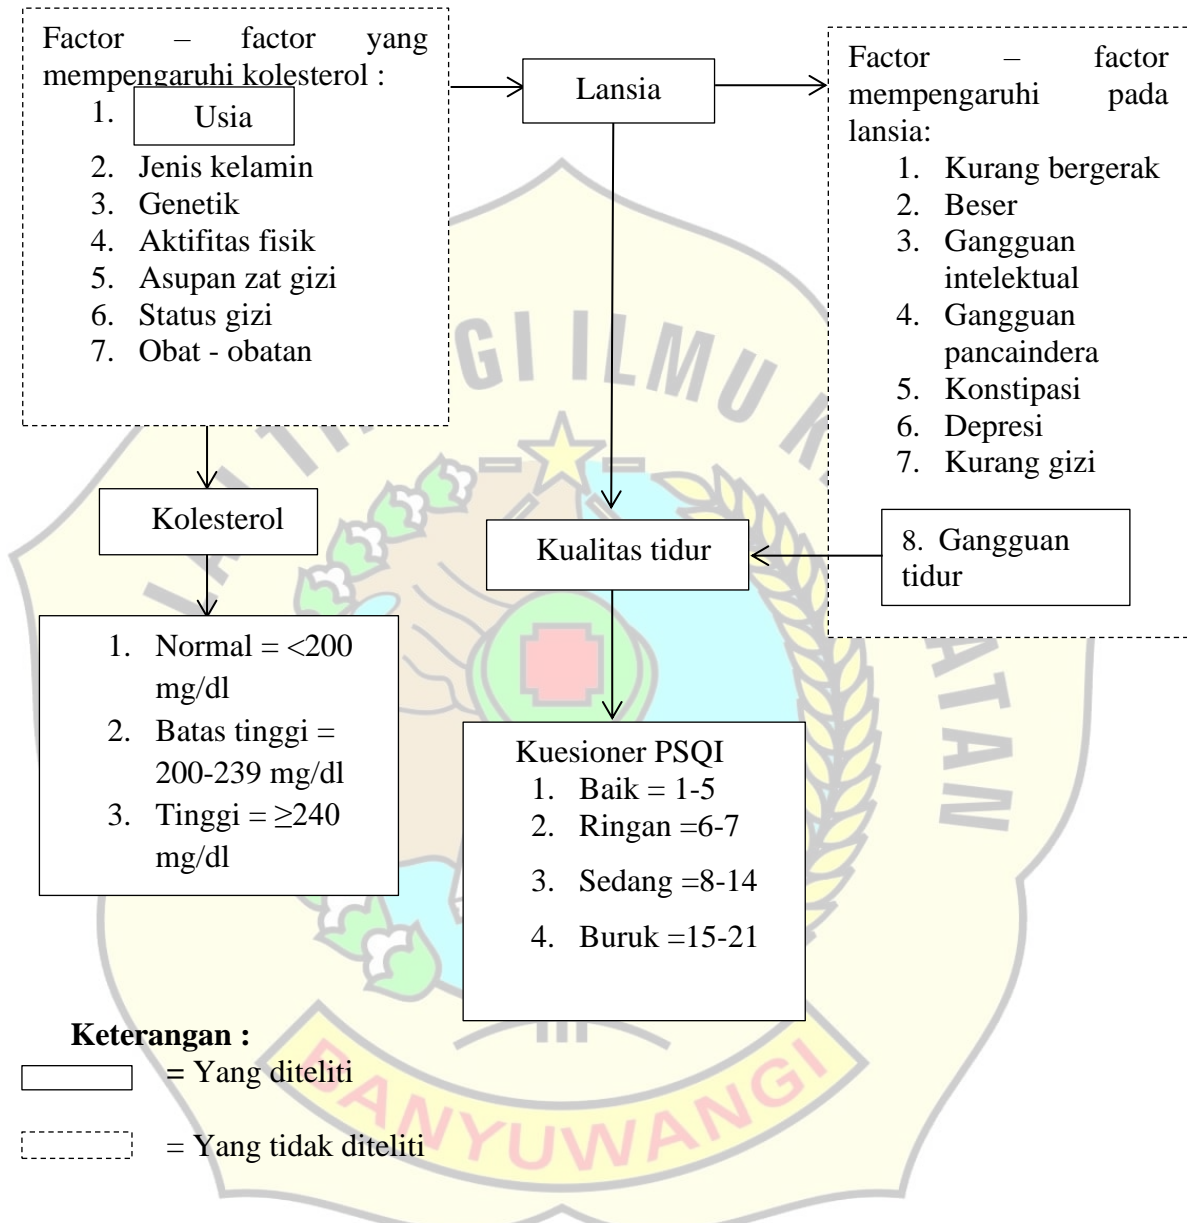 Factor – factor yang
mempengaruhi kolesterol :
1. Usia
2. Jenis kelamin
3. Genetik
4. Aktifitas fisik
5. Asupan zat gizi
6. Status gizi
7. Obat - obatan
Lansia
Factor – factor
mempengaruhi pada
lansia:
1. Kurang bergerak
2. Beser
3. Gangguan
intelektual
4. Gangguan
pancaindera
5. Konstipasi
6. Depresi
7. Kurang gizi
8. Gangguan
tidur
Kolesterol
Kualitas tidur
1. Normal = <200
mg/dl
2. Batas tinggi =
200-239 mg/dl
3. Tinggi = ≥240
mg/dl
Kuesioner PSQI
1. Baik = 1-5
2. Ringan =6-7
3. Sedang =8-14
4. Buruk =15-21
Keterangan :
= Yang diteliti
= Yang tidak diteliti
GI ILMU K
ATAN
BANYUWANGI